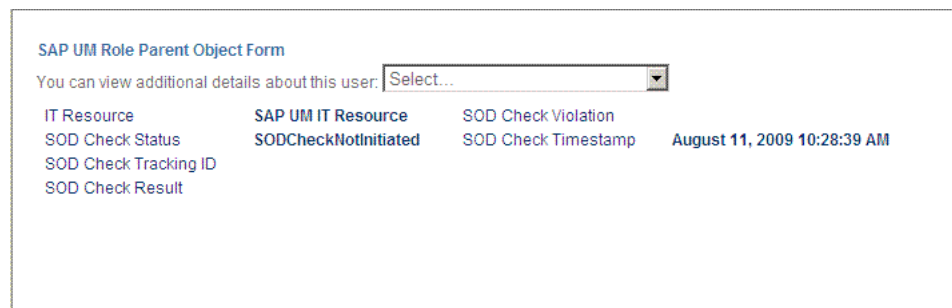 SAP UM Role Parent Object Form
You can view additional details about this user: Select...
IT Resource SAP UM IT Resource SOD Check Violation
SOD Check Status SODCheckNotInitiated SOD Check Timestamp August 11, 2009 10:28:39 AM
SOD Check Tracking ID
SOD Check Result